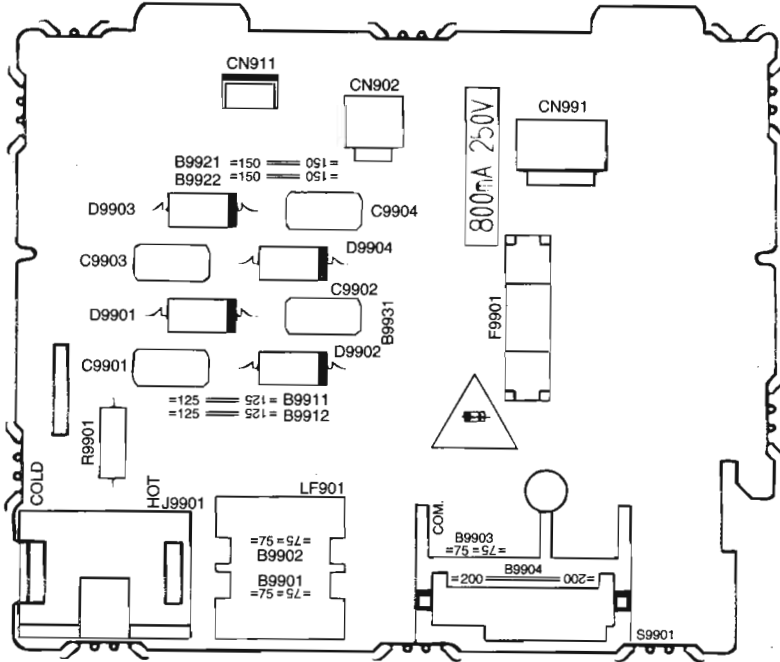 CN911
CN902
CN991
800mA 250V
B9921 =150 === 150=
B9922 =150 === 150=
D9903
C9904
C9903
D9904
C9902
D9901
B9931
F9901
D9902
C9901
=125 === 125= B9911
=125 === 125= B9912
R9901
COLD
HOT
J9901
LF901
=75=75=
B9902
B9901
=75=75=
COM.
B9903
=75=75=
B9904
=200 === 200=
S9901